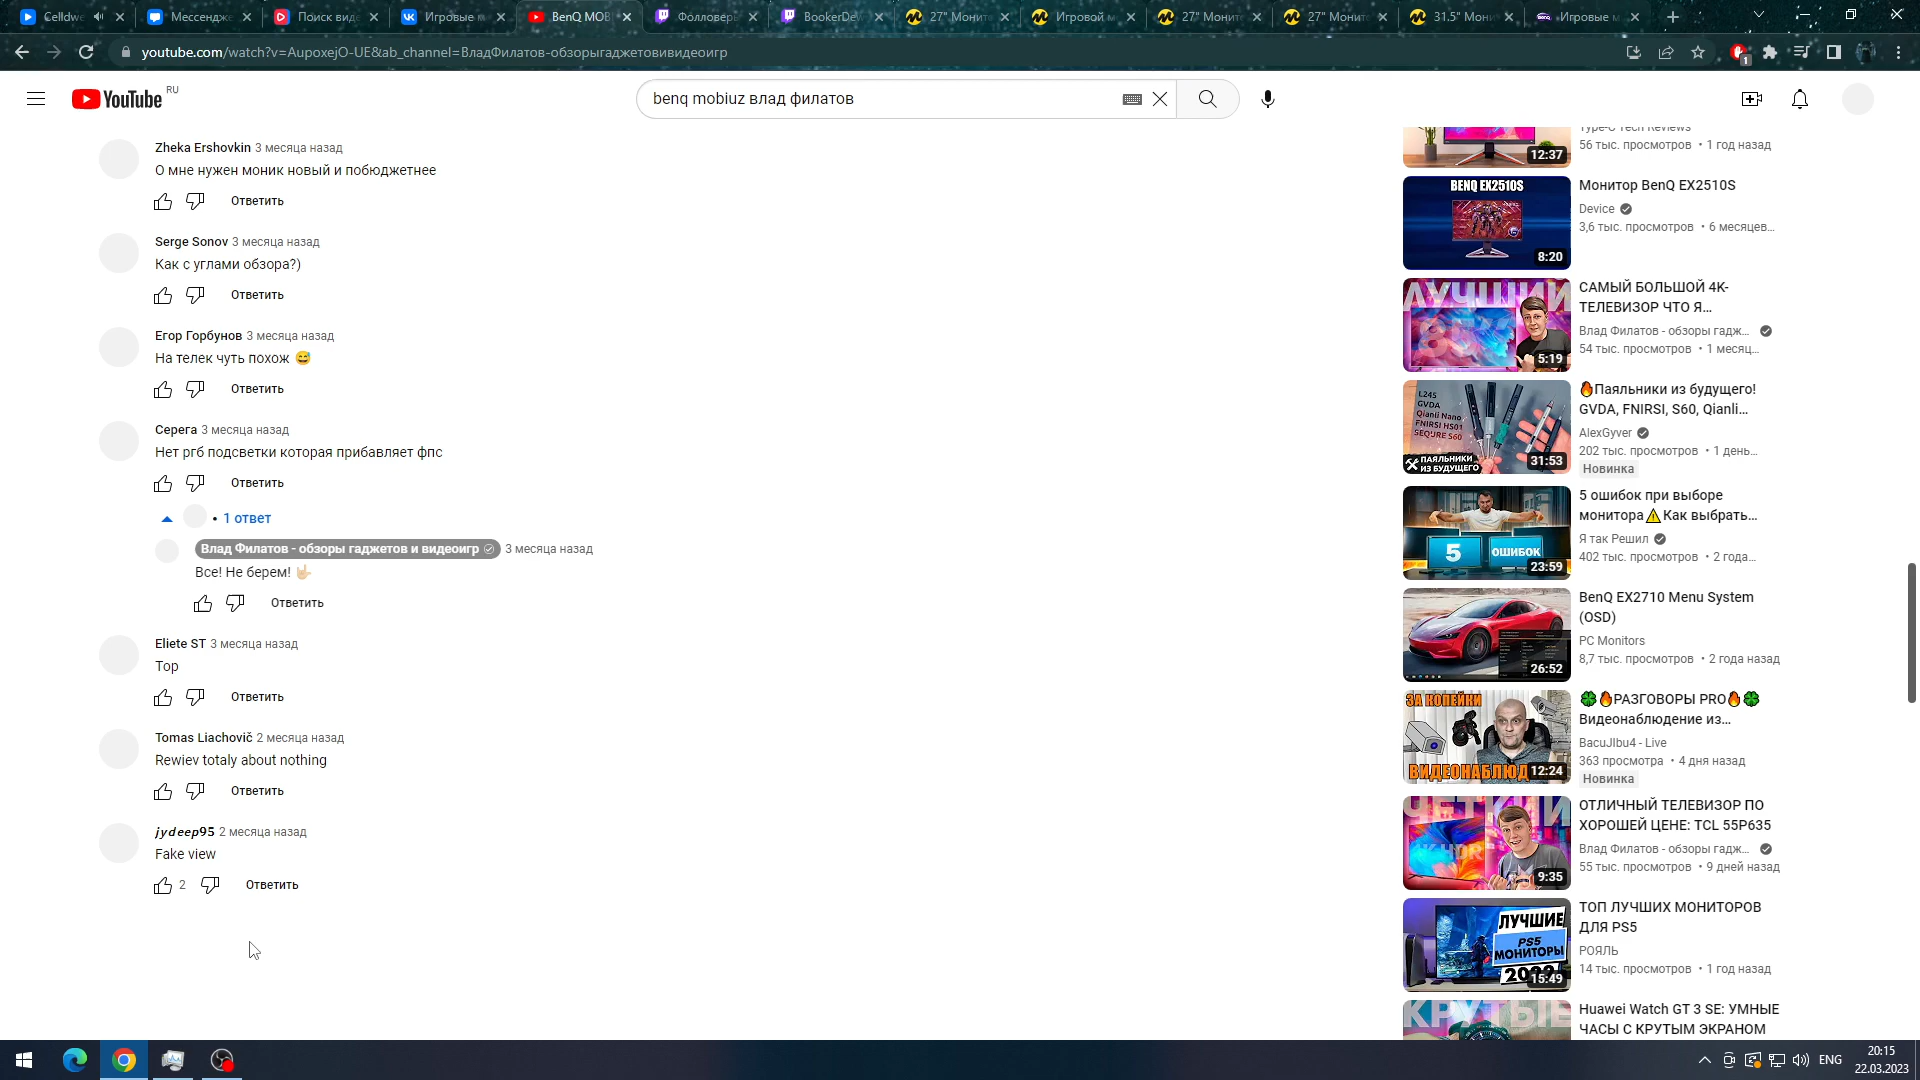 Celldwe
Мессендж
Поиск вид
Игровые м
BenQ MOB
Фолловер
BookerDev
27" Монит
Игровой м
27" Монит
27" Монит
31.5" Мони
Игровые м
youtube.com/watch?v=AupoxejO-UE&ab_channel=ВладФилатов-обзорыгаджетовивидеоигр
1
YouTube RU
benq mobiuz влад филатов
Zheka Ershovkin 3 месяца назад
О мне нужен моник новый и побюджетнее
Ответить
Serge Sonov 3 месяца назад
Как с углами обзора?)
Ответить
Егор Горбунов 3 месяца назад
На телек чуть похож 😅
Ответить
Серега 3 месяца назад
Нет ргб подсветки которая прибавляет фпс
Ответить
• 1 ответ
Влад Филатов - обзоры гаджетов и видеоигр 3 месяца назад
Все! Не берем! 🤟🏻
Ответить
Eliete ST 3 месяца назад
Top
Ответить
Tomas Liachovič 2 месяца назад
Rewiev totaly about nothing
Ответить
jydeep95 2 месяца назад
Fake view
2 Ответить
12:37
Type-C Tech Reviews
56 тыс. просмотров • 1 год назад
BENQ EX2510S
8:20
Монитор BenQ EX2510S
Device
3,6 тыс. просмотров • 6 месяцев…
ЛУЧШИЙ
5:19
САМЫЙ БОЛЬШОЙ 4K-
ТЕЛЕВИЗОР ЧТО Я…
Влад Филатов - обзоры гадж…
54 тыс. просмотров • 1 месяц…
L245
GVDA
Qianli Nano
FNIRSI HS01
SEQURE S60
ПАЯЛЬНИКИ
ИЗ БУДУЩЕГО
31:53
🔥Паяльники из будущего!
GVDA, FNIRSI, S60, Qianli…
AlexGyver
202 тыс. просмотров • 1 день…
Новинка
5
ОШИБОК
23:59
5 ошибок при выборе
монитора⚠️Как выбрать…
Я так Решил
402 тыс. просмотров • 2 года…
26:52
BenQ EX2710 Menu System
(OSD)
PC Monitors
8,7 тыс. просмотров • 2 года назад
ЗА КОПЕЙКИ
ВИДЕОНАБЛЮД
12:24
🍀🔥РАЗГОВОРЫ PRO🔥🍀
Видеонаблюдение из…
BacuJIbu4 - Live
363 просмотра • 4 дня назад
Новинка
ЧЕТКИЙ
4K HDR
9:35
ОТЛИЧНЫЙ ТЕЛЕВИЗОР ПО
ХОРОШЕЙ ЦЕНЕ: TCL 55P635
Влад Филатов - обзоры гадж…
55 тыс. просмотров • 9 дней назад
ЛУЧШИЕ
PS5
МОНИТОРЫ
15:49
ТОП ЛУЧШИХ МОНИТОРОВ
ДЛЯ PS5
РОЯЛЬ
14 тыс. просмотров • 1 год назад
КРУТЫЕ
Huawei Watch GT 3 SE: УМНЫЕ
ЧАСЫ С КРУТЫМ ЭКРАНОМ
ENG
20:15
22.03.2023